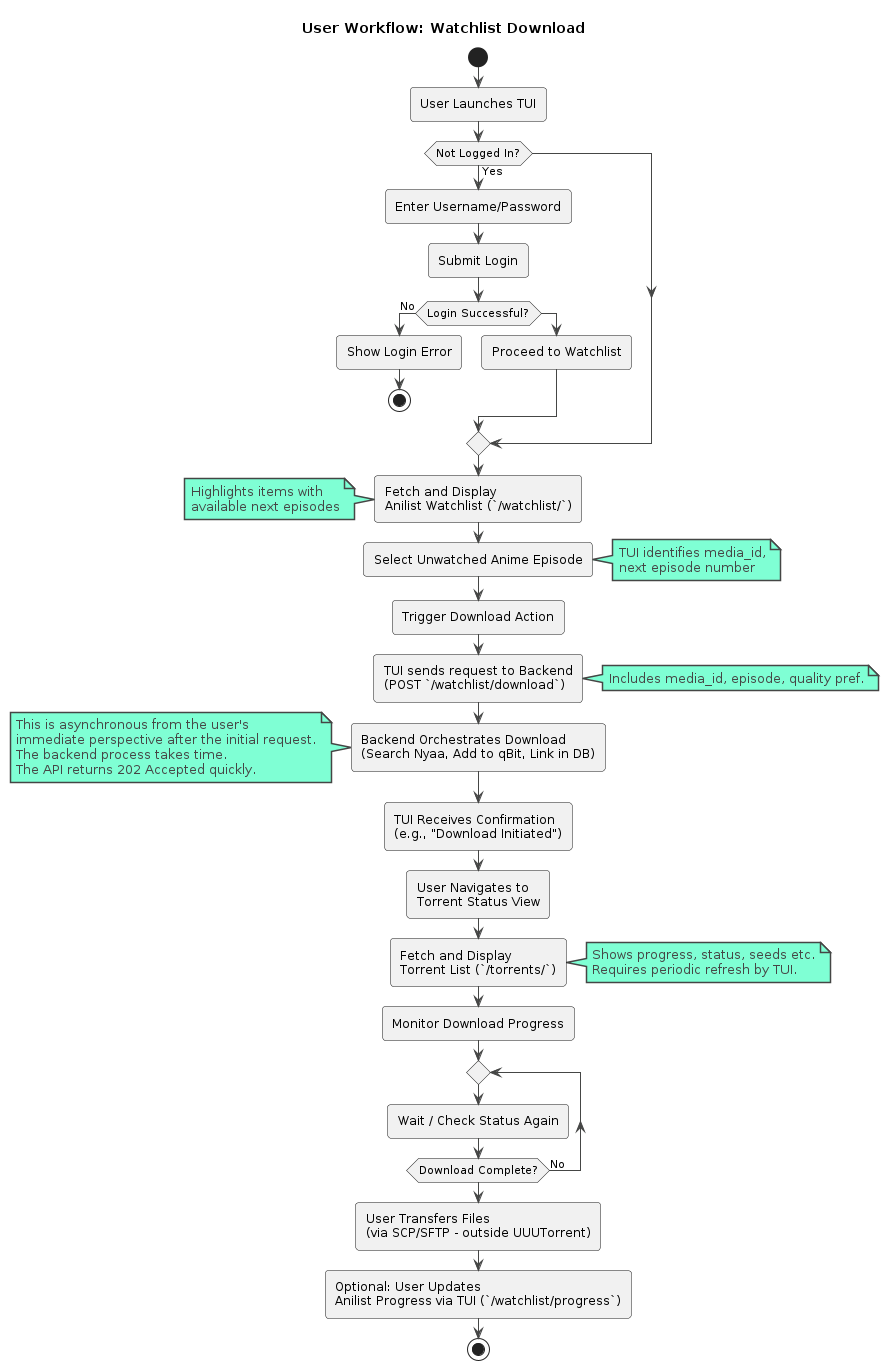 User Workflow: Watchlist Download
User Launches TUI
Not Logged In?
Yes
Enter Username/Password
Submit Login
No
Login Successful?
Show Login Error
Proceed to Watchlist
Highlights items with
available next episodes
Fetch and Display
Anilist Watchlist (`/watchlist/`)
Select Unwatched Anime Episode
TUI identifies media_id,
next episode number
Trigger Download Action
TUI sends request to Backend
(POST `/watchlist/download`)
Includes media_id, episode, quality pref.
This is asynchronous from the user's
immediate perspective after the initial request.
The backend process takes time.
The API returns 202 Accepted quickly.
Backend Orchestrates Download
(Search Nyaa, Add to qBit, Link in DB)
TUI Receives Confirmation
(e.g., "Download Initiated")
User Navigates to
Torrent Status View
Fetch and Display
Torrent List (`/torrents/`)
Shows progress, status, seeds etc.
Requires periodic refresh by TUI.
Monitor Download Progress
Wait / Check Status Again
Download Complete?
No
User Transfers Files
(via SCP/SFTP - outside UUUTorrent)
Optional: User Updates
Anilist Progress via TUI (`/watchlist/progress`)